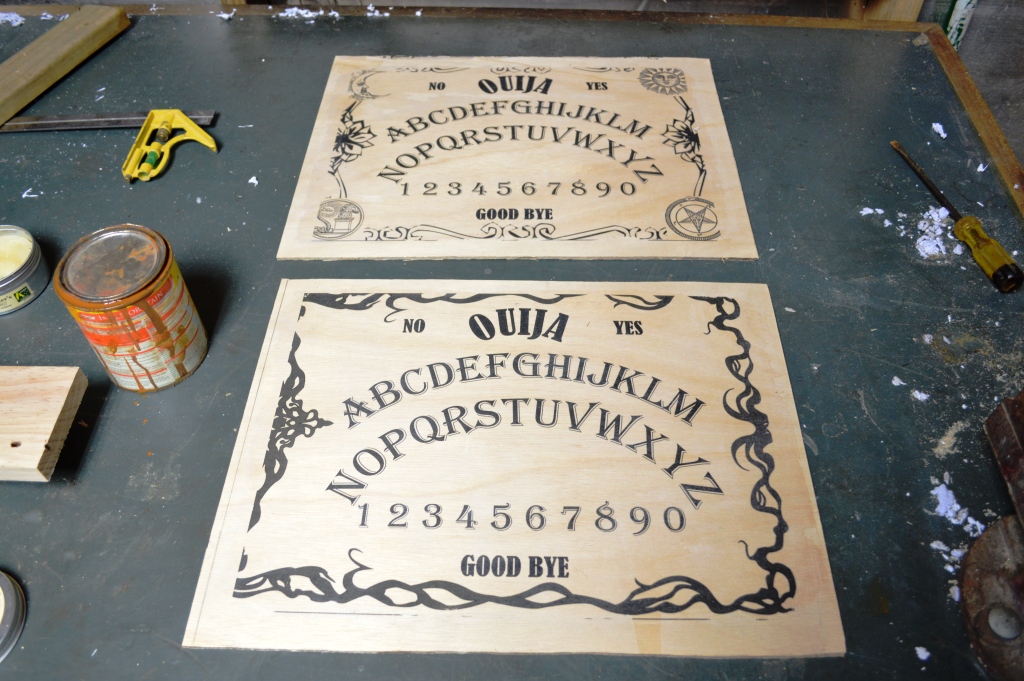 NO OUIJA YES
ABCDEFGHIJKLM
NOPQRSTUVWXYZ
1234567890
GOOD BYE
NO OUIJA YES
ABCDEFGHIJKLM
NOPQRSTUVWXYZ
1234567890
GOOD BYE